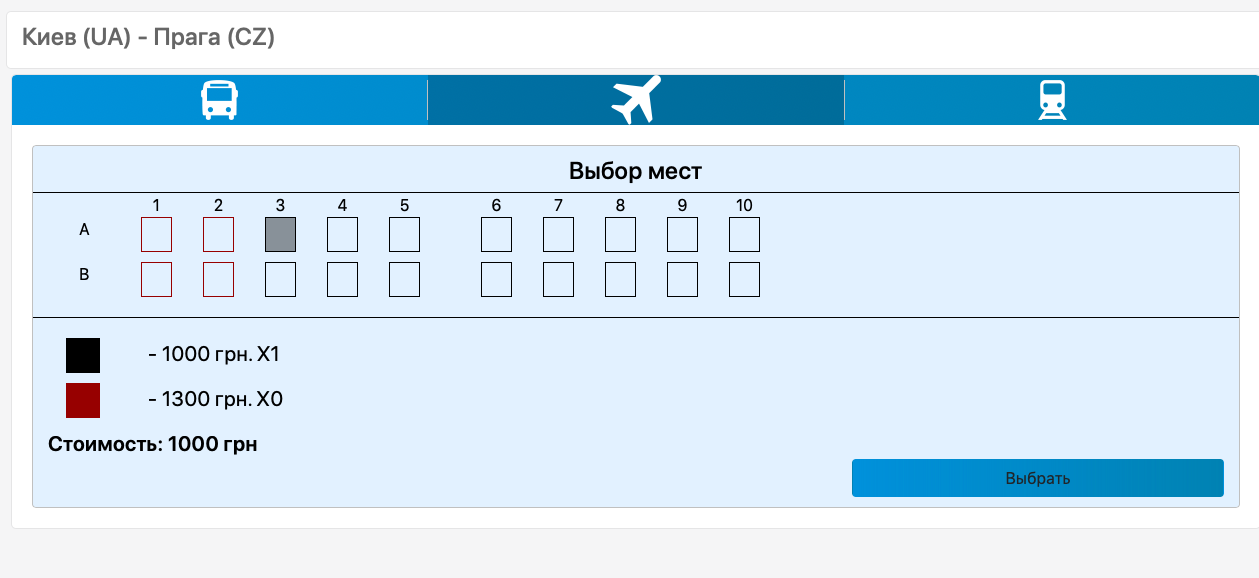 Киев (UA) - Прага (CZ)
Выбор мест
1 2 3 4 5 6 7 8 9 10
A
B
- 1000 грн. X1
- 1300 грн. X0
Стоимость: 1000 грн
Выбрать